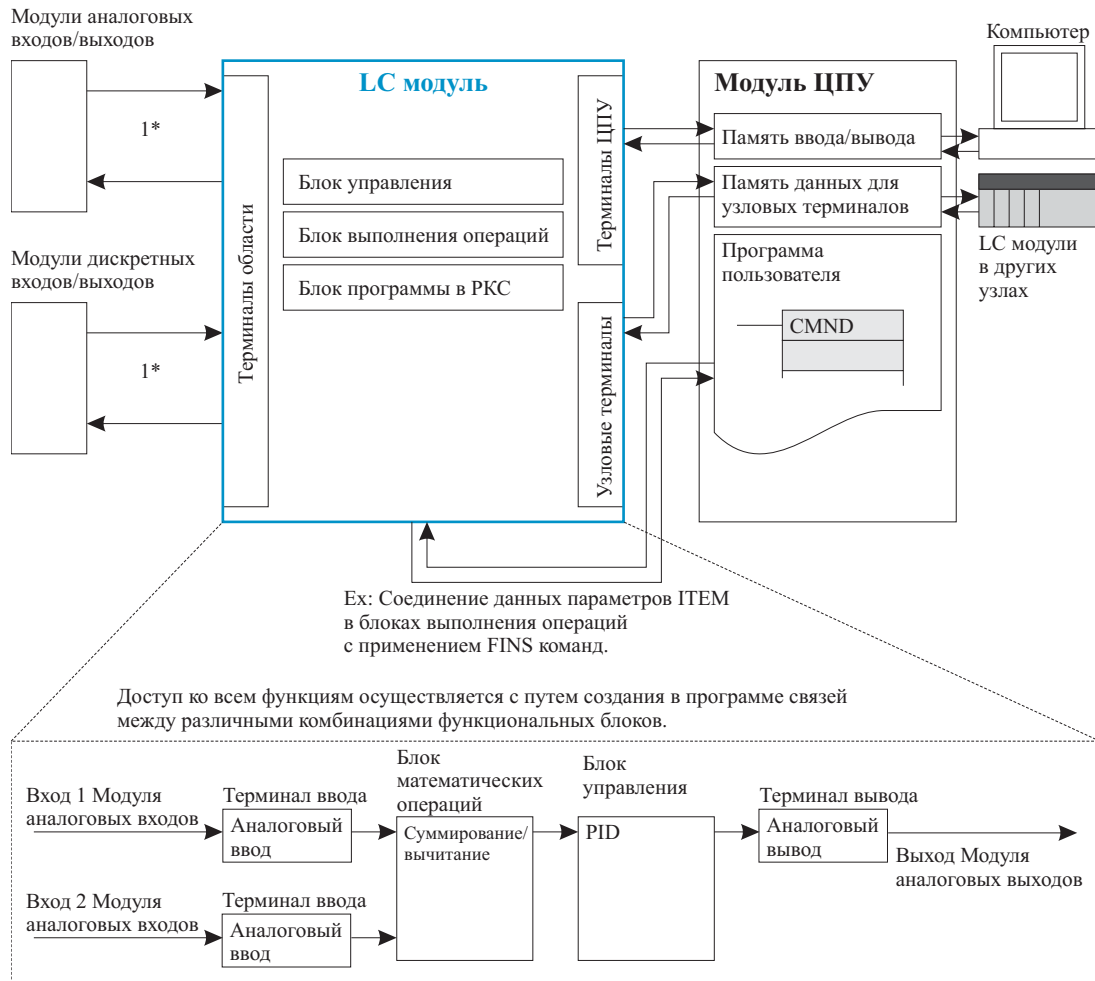 Модули аналоговых
входов/выходов
1*
Модули дискретных
входов/выходов
1*
LC модуль
Терминалы области
Блок управления
Блок выполнения операций
Блок программы в РКС
Терминалы ЦПУ
Узловые терминалы
Модуль ЦПУ
Память ввода/вывода
Память данных для
узловых терминалов
Программа
пользователя
CMND
Компьютер
LC модули
в других
узлах
Ex: Соединение данных параметров ITEM
в блоках выполнения операций
с применением FINS команд.
Доступ ко всем функциям осуществляется с путем создания в программе связей
между различными комбинациями функциональных блоков.
Вход 1 Модуля
аналоговых входов
Терминал ввода
Аналоговый
ввод
Вход 2 Модуля
аналоговых входов
Терминал ввода
Аналоговый
ввод
Блок
математических
операций
Суммирование/
вычитание
Блок
управления
PID
Терминал вывода
Аналоговый
вывод
Выход Модуля
аналоговых выходов